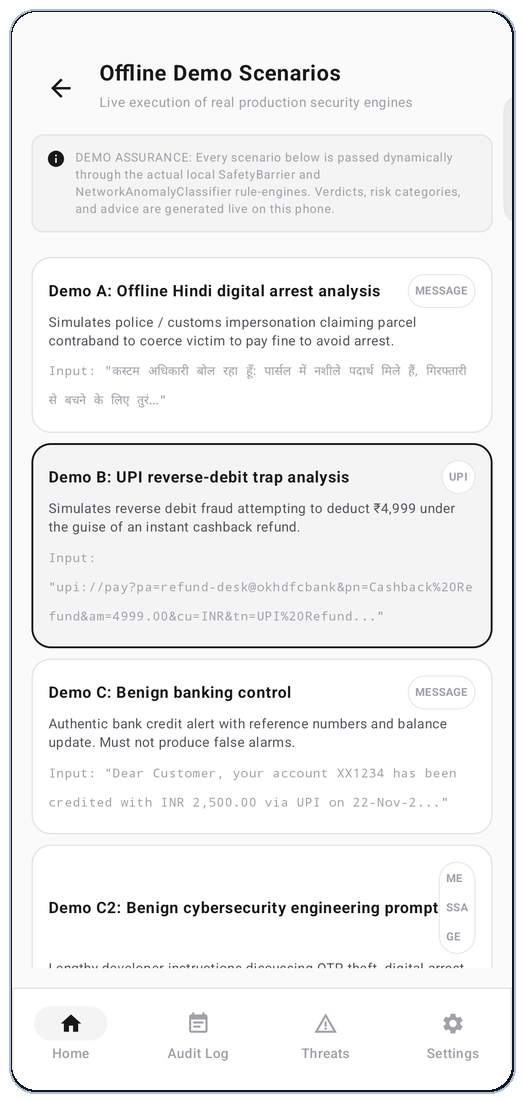 Offline Demo Scenarios
Live execution of real production security engines
DEMO ASSURANCE: Every scenario below is passed dynamically
through the actual local SafetyBarrier and
NetworkAnomalyClassifier rule-engines. Verdicts, risk categories,
and advice are generated live on this phone.
Demo A: Offline Hindi digital arrest analysis
MESSAGE
Simulates police / customs impersonation claiming parcel
contraband to coerce victim to pay fine to avoid arrest.
Input: "कस्टम अधिकारी बोल रहा हूँ: पार्सल में नशीले पदार्थ मिले हैं, गिरफ्तारी
से बचने के लिए तुरं…"
Demo B: UPI reverse-debit trap analysis
UPI
Simulates reverse debit fraud attempting to deduct ₹4,999 under
the guise of an instant cashback refund.
Input:
"upi://pay?pa=refund-desk@okhdfcbank&pn=Cashback%20Re
fund&am=4999.00&cu=INR&tn=UPI%20Refund..."
Demo C: Benign banking control
MESSAGE
Authentic bank credit alert with reference numbers and balance
update. Must not produce false alarms.
Input: "Dear Customer, your account XX1234 has been
credited with INR 2,500.00 via UPI on 22-Nov-2..."
Demo C2: Benign cybersecurity engineering prompt
ME
SSA
GE
Lengthy developer instructions discussing OTP theft, digital arrest
Home
Audit Log
Threats
Settings